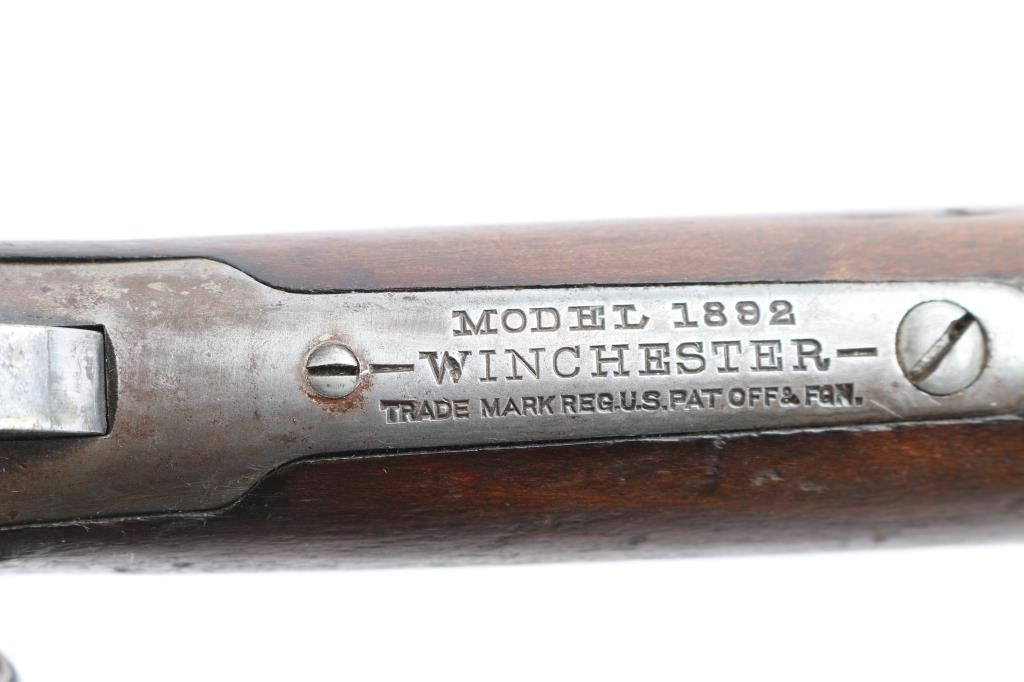 MODEL 1892
-WINCHESTER-
TRADE MARK REG.U.S.PAT OFF & FGN.